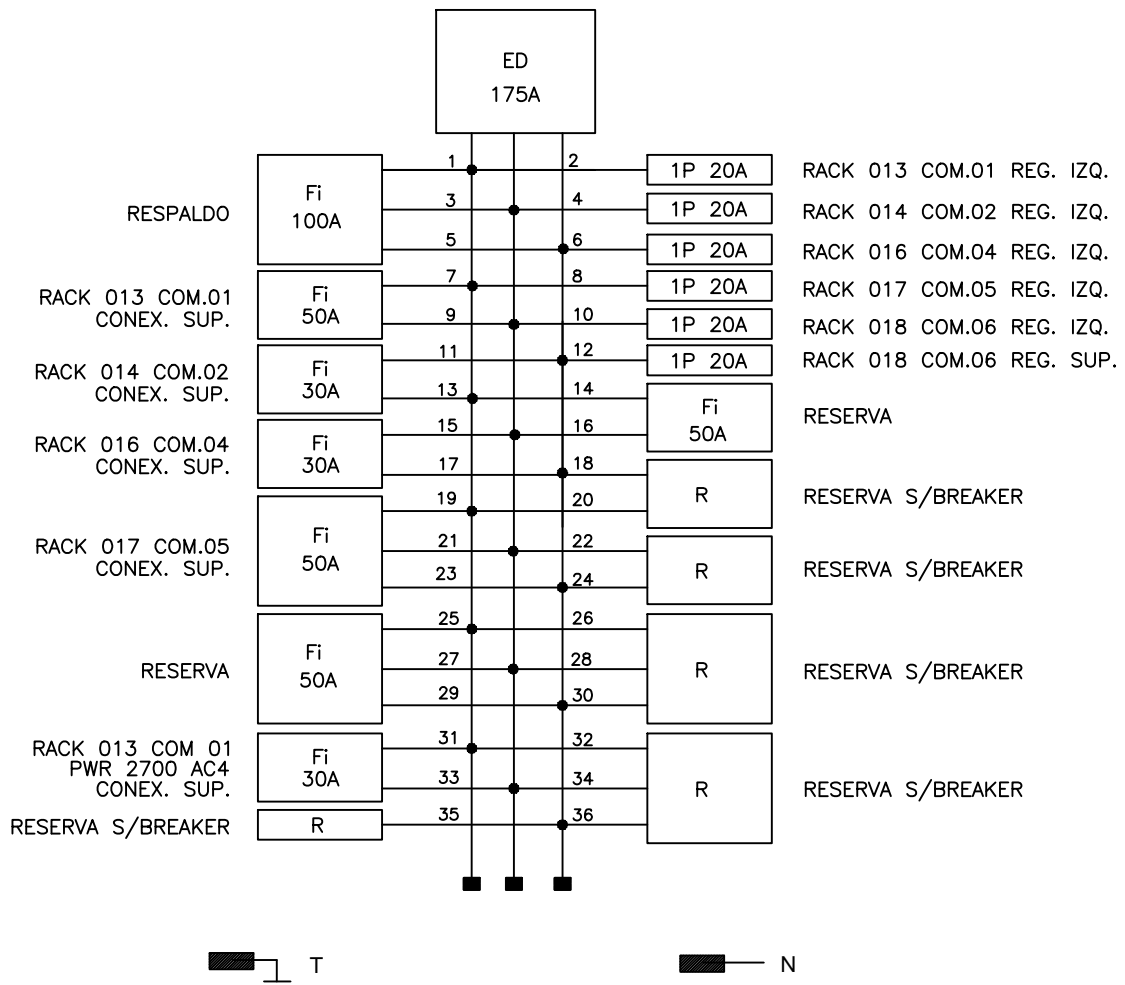 ED
175A
1
2
Fi
100A
RESPALDO
1P 20A
RACK 013 COM.01 REG. IZQ.
3
4
1P 20A
RACK 014 COM.02 REG. IZQ.
5
6
1P 20A
RACK 016 COM.04 REG. IZQ.
RACK 013 COM.01
CONEX. SUP.
Fi
50A
7
8
1P 20A
RACK 017 COM.05 REG. IZQ.
9
10
1P 20A
RACK 018 COM.06 REG. IZQ.
RACK 014 COM.02
CONEX. SUP.
Fi
30A
11
12
1P 20A
RACK 018 COM.06 REG. SUP.
13
14
Fi
50A
RESERVA
RACK 016 COM.04
CONEX. SUP.
Fi
30A
15
16
17
18
R
RESERVA S/BREAKER
19
20
RACK 017 COM.05
CONEX. SUP.
Fi
50A
21
22
R
RESERVA S/BREAKER
23
24
RESERVA
Fi
50A
25
26
27
28
R
RESERVA S/BREAKER
29
30
RACK 013 COM 01
PWR 2700 AC4
CONEX. SUP.
Fi
30A
31
32
33
34
R
RESERVA S/BREAKER
RESERVA S/BREAKER
R
35
36
T
N